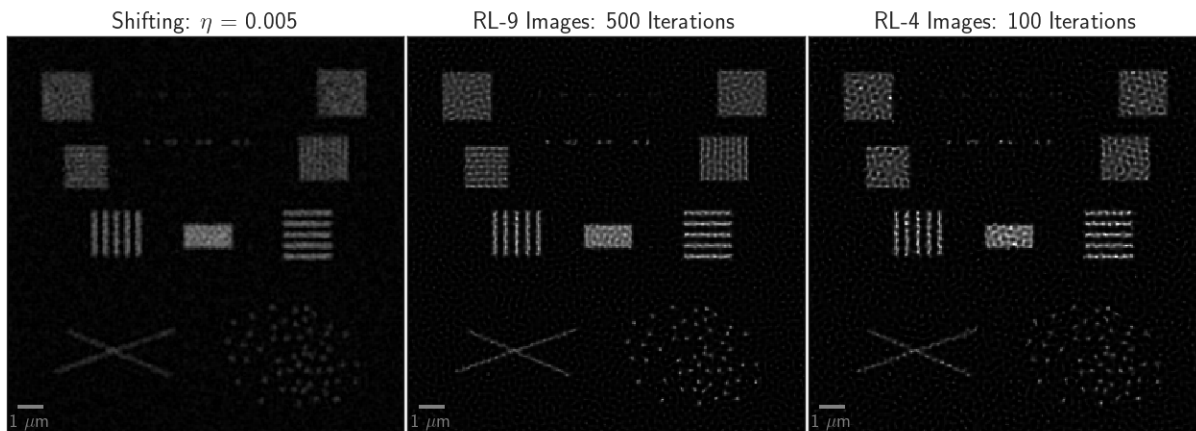 Shifting: η = 0.005
RL-9 Images: 500 Iterations
RL-4 Images: 100 Iterations
1 μm
1 μm
1 μm